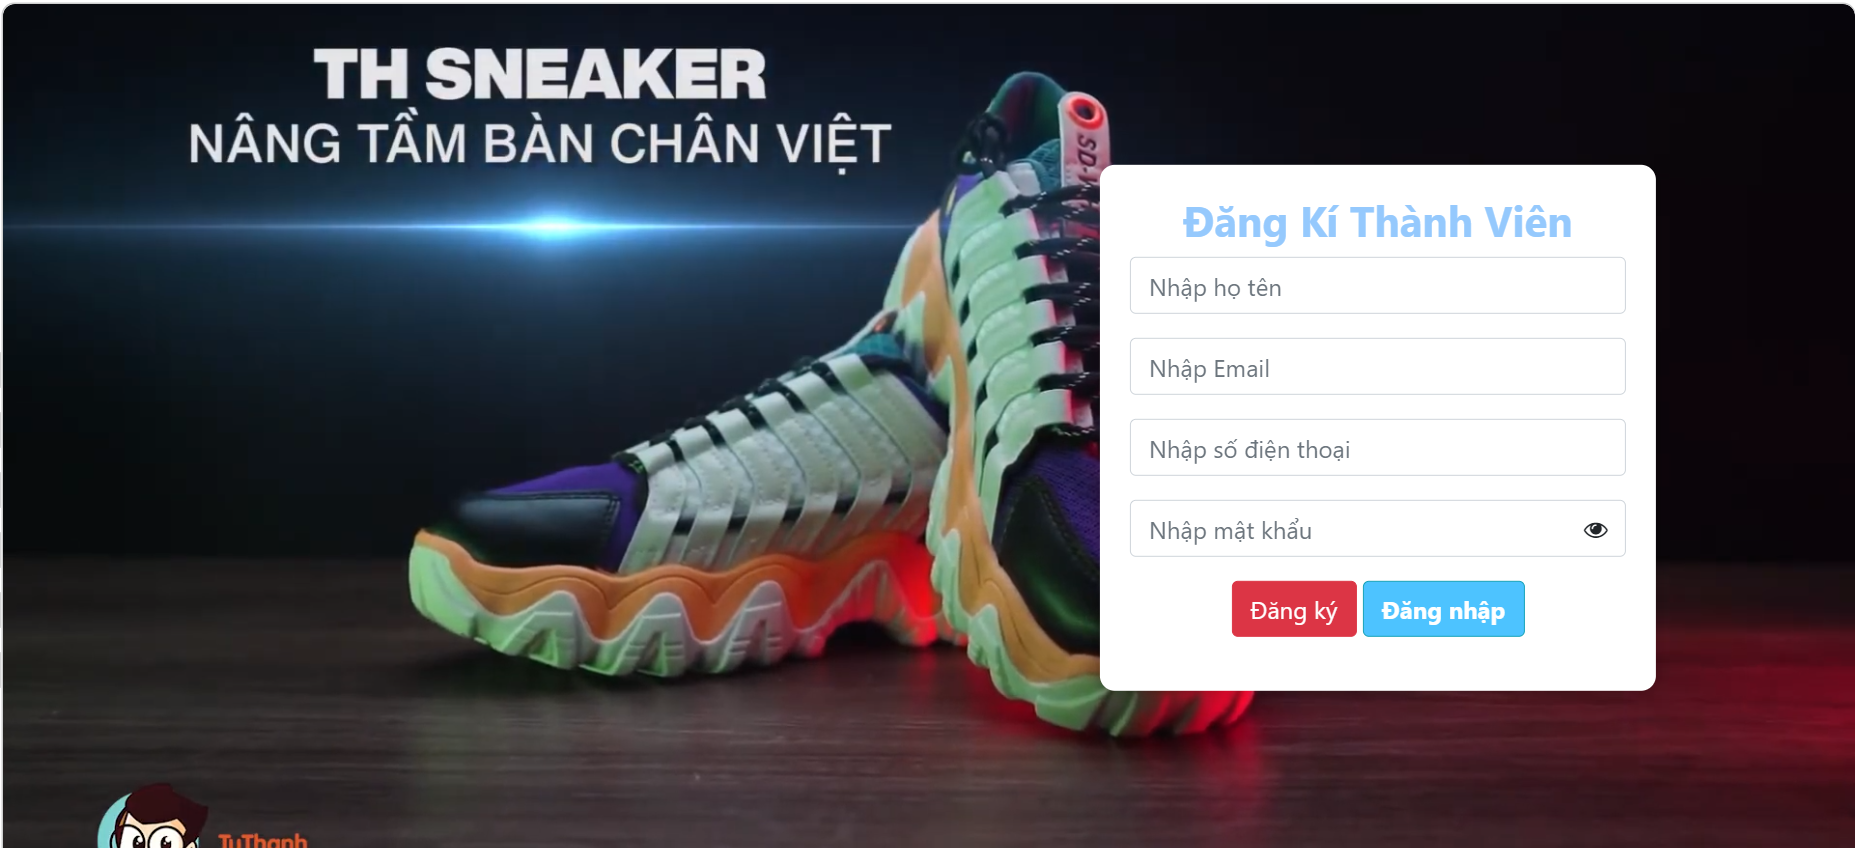 TH SNEAKER
NÂNG TẦM BÀN CHÂN VIỆT
Đăng Kí Thành Viên
Nhập họ tên
Nhập Email
Nhập số điện thoại
Nhập mật khẩu
Đăng ký
Đăng nhập
TuThanh